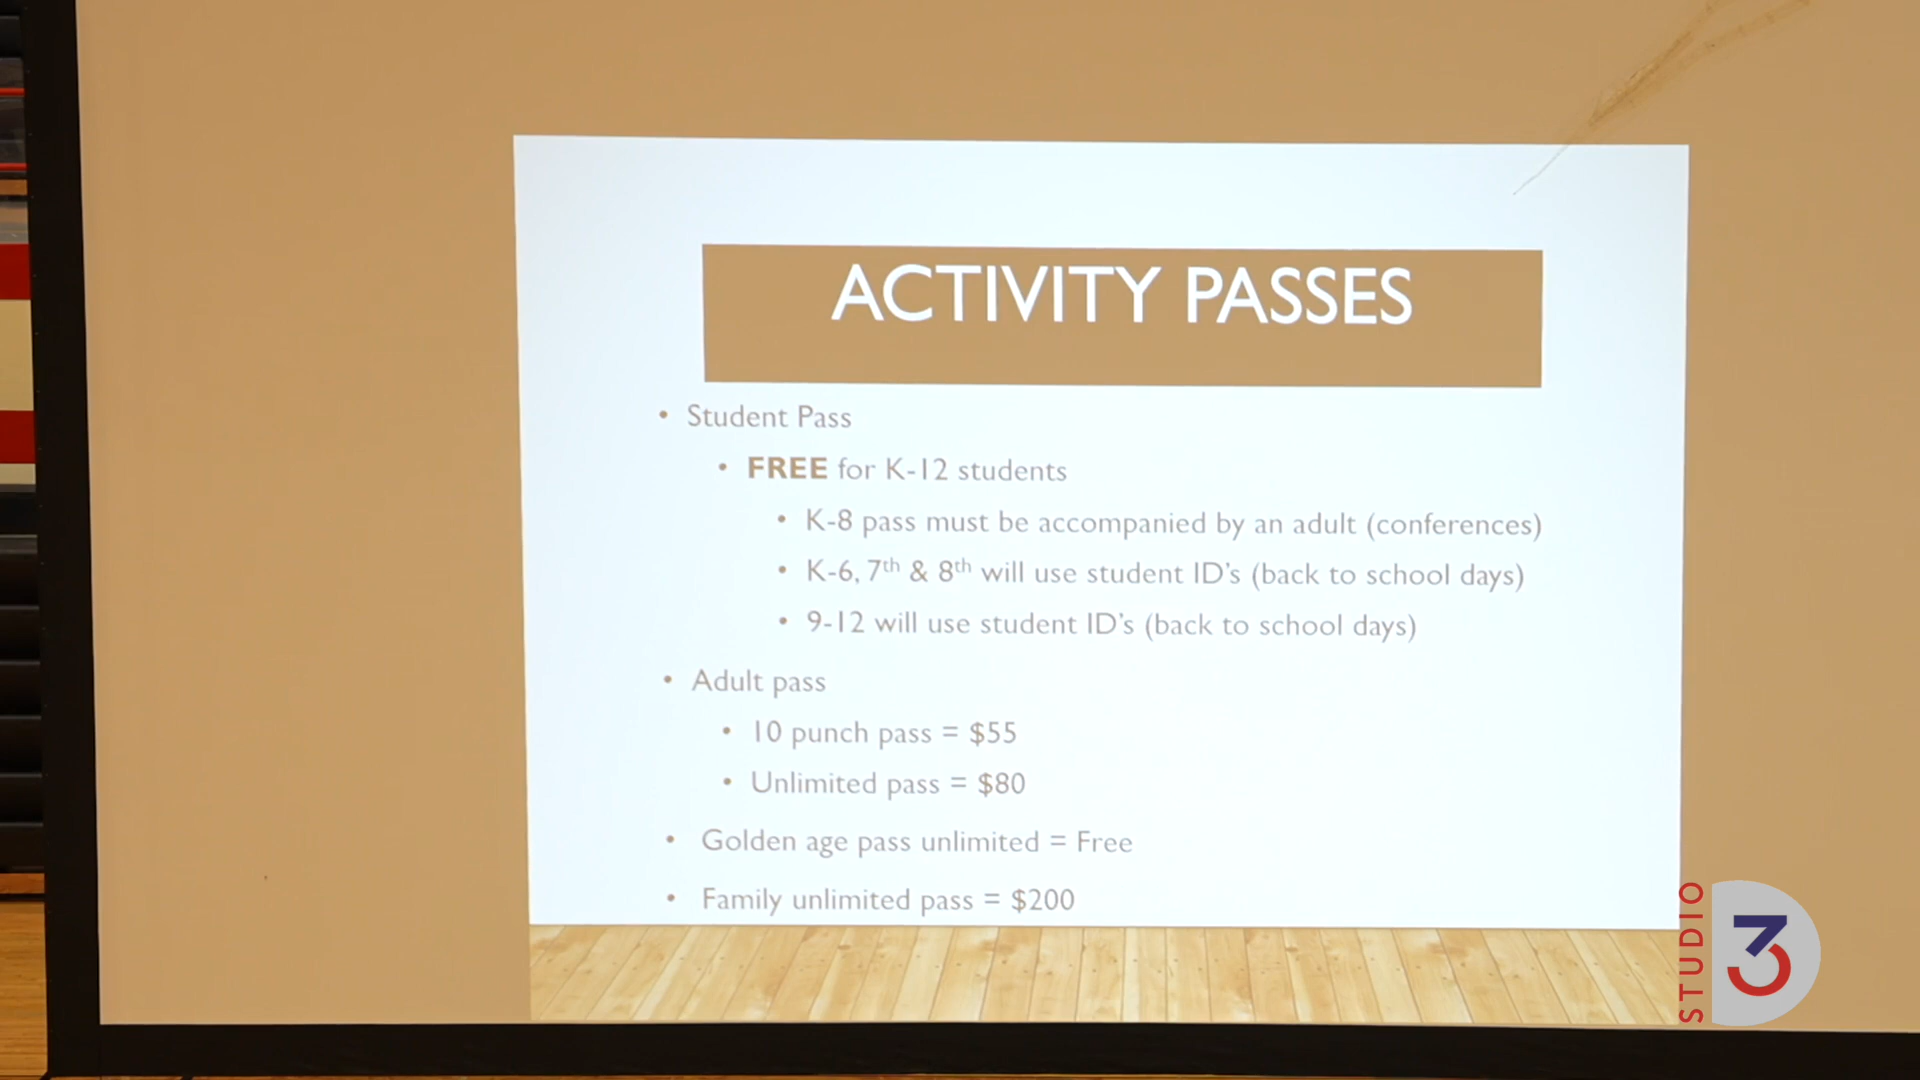 ACTIVITY PASSES
• Student Pass
• FREE for K-12 students
• K-8 pass must be accompanied by an adult (conferences)
• K-6, 7th & 8th will use student ID's (back to school days)
• 9-12 will use student ID's (back to school days)
• Adult pass
• 10 punch pass = $55
• Unlimited pass = $80
• Golden age pass unlimited = Free
• Family unlimited pass = $200
STUDIO 3